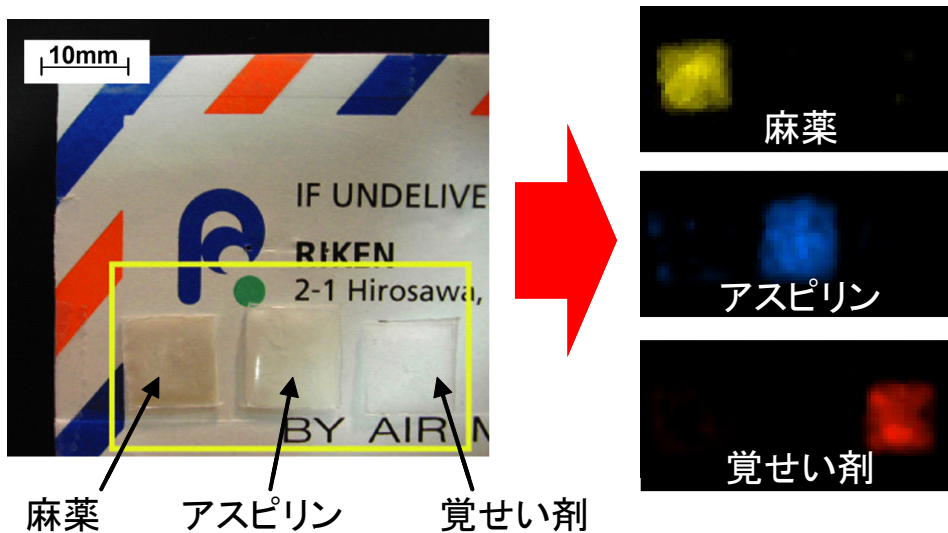 10mm
IF UNDELIVE
RIKEN
2-1 Hirosawa,
BY AIR M
麻薬
アスピリン
覚せい剤
麻薬
アスピリン
覚せい剤